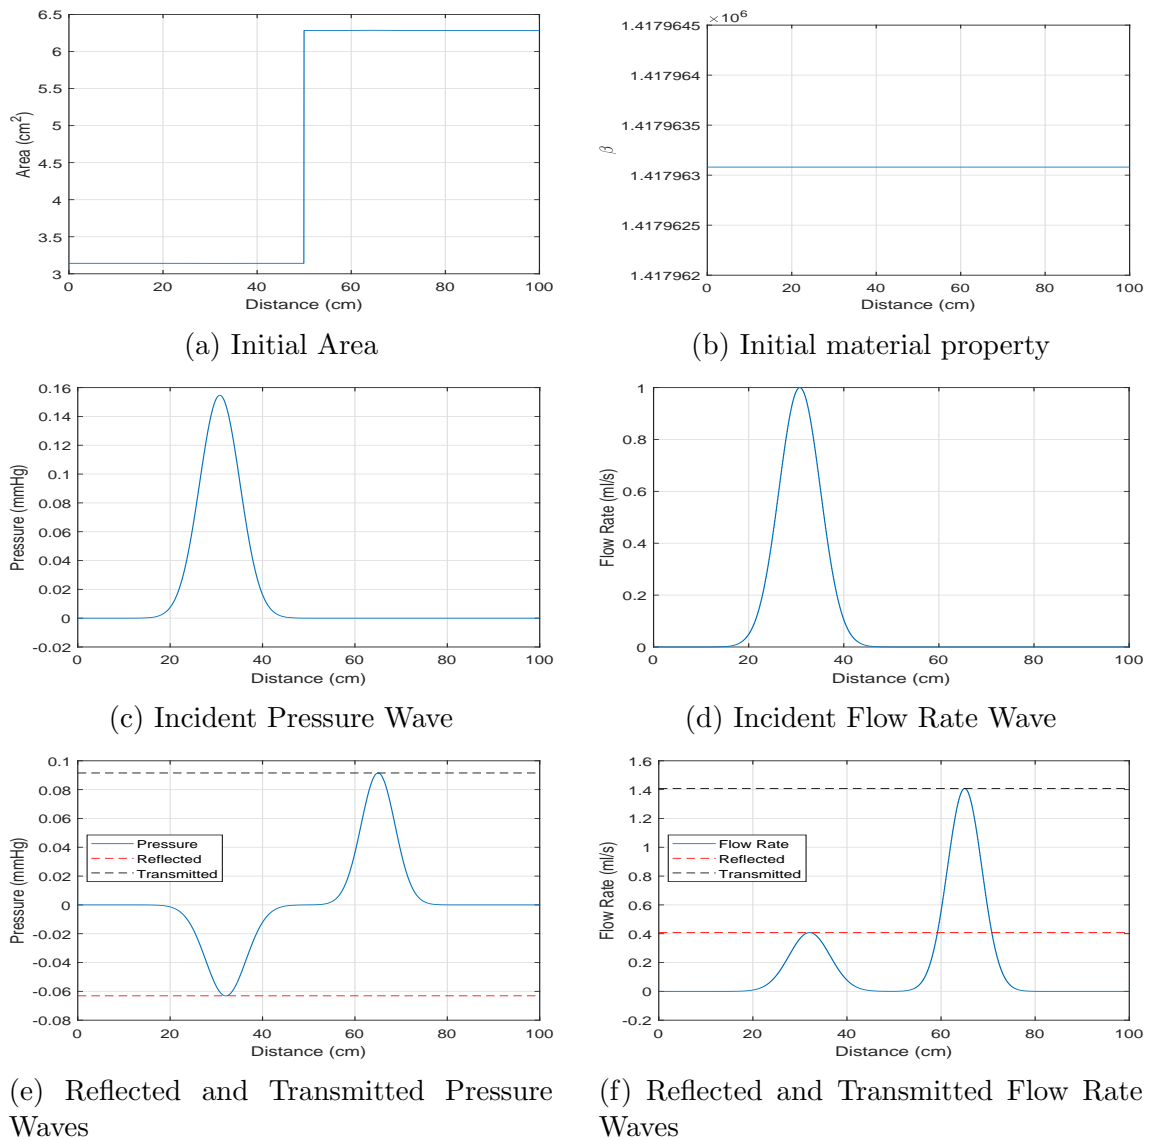 6.5
6
5.5
5
4.5
4
3.5
3
0 20 40 60 80 100
Area (cm²)
Distance (cm)
(a) Initial Area
×10⁶
1.4179645
1.417964
1.4179635
1.417963
1.4179625
1.417962
0 20 40 60 80 100
β
Distance (cm)
(b) Initial material property
0.16
0.14
0.12
0.1
0.08
0.06
0.04
0.02
0
-0.02
0 20 40 60 80 100
Pressure (mmHg)
Distance (cm)
(c) Incident Pressure Wave
1
0.8
0.6
0.4
0.2
0
0 20 40 60 80 100
Flow Rate (ml/s)
Distance (cm)
(d) Incident Flow Rate Wave
0.1
0.08
0.06
0.04
0.02
0
-0.02
-0.04
-0.06
-0.08
0 20 40 60 80 100
Pressure (mmHg)
Distance (cm)
Pressure
Reflected
Transmitted
(e) Reflected and Transmitted Pressure
Waves
1.6
1.4
1.2
1
0.8
0.6
0.4
0.2
0
-0.2
0 20 40 60 80 100
Flow Rate (ml/s)
Distance (cm)
Flow Rate
Reflected
Transmitted
(f) Reflected and Transmitted Flow Rate
Waves